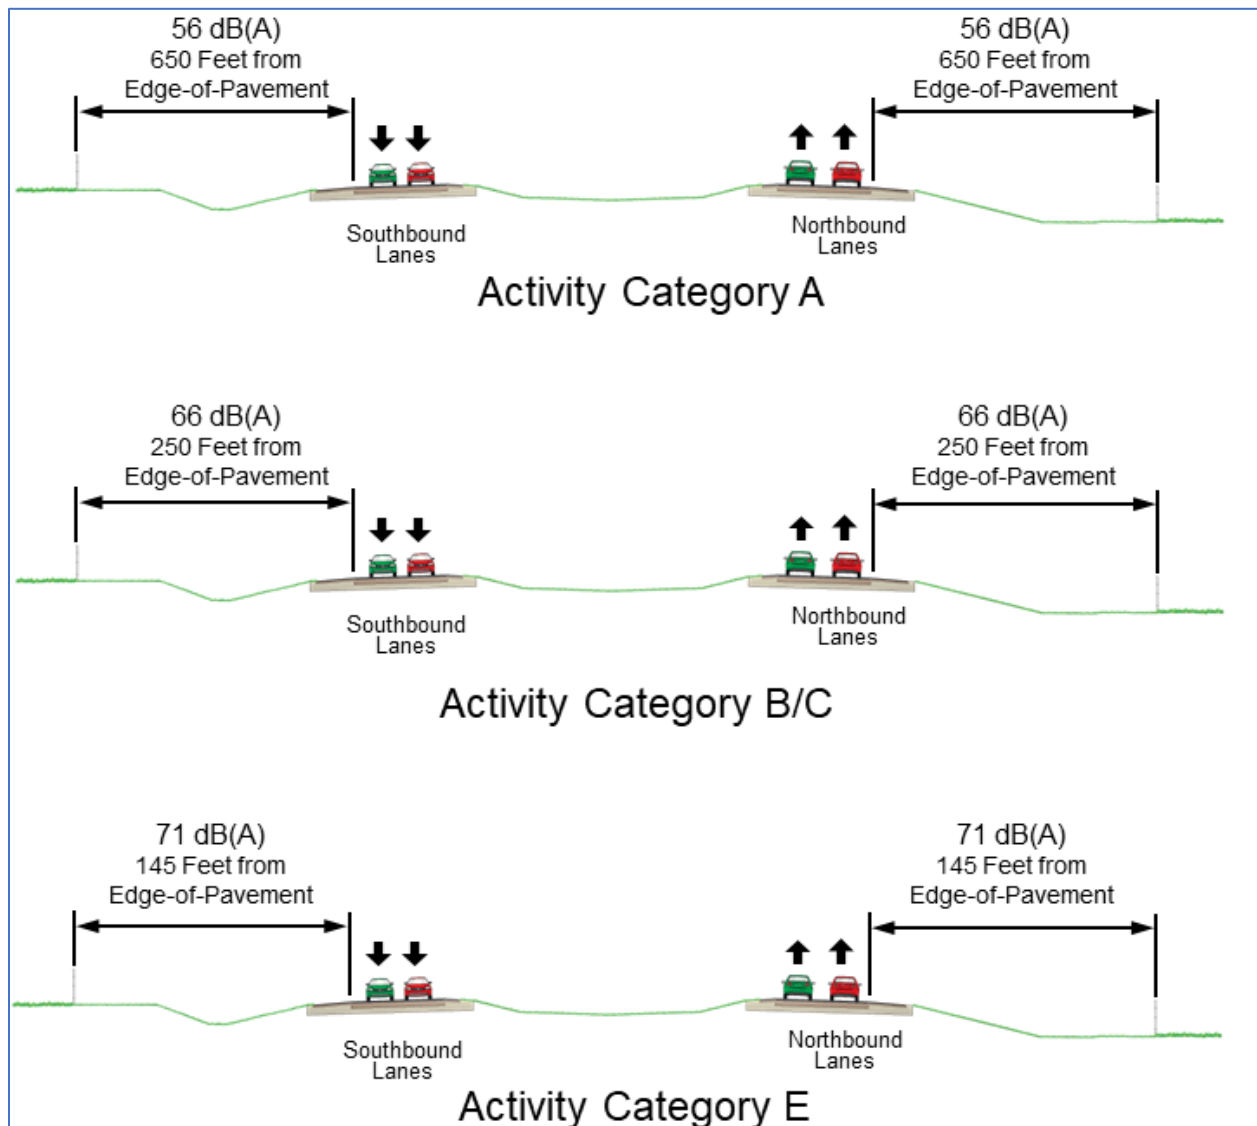 56 dB(A)
650 Feet from
Edge-of-Pavement
56 dB(A)
650 Feet from
Edge-of-Pavement
Southbound
Lanes
Northbound
Lanes
Activity Category A
66 dB(A)
250 Feet from
Edge-of-Pavement
66 dB(A)
250 Feet from
Edge-of-Pavement
Southbound
Lanes
Northbound
Lanes
Activity Category B/C
71 dB(A)
145 Feet from
Edge-of-Pavement
71 dB(A)
145 Feet from
Edge-of-Pavement
Southbound
Lanes
Northbound
Lanes
Activity Category E